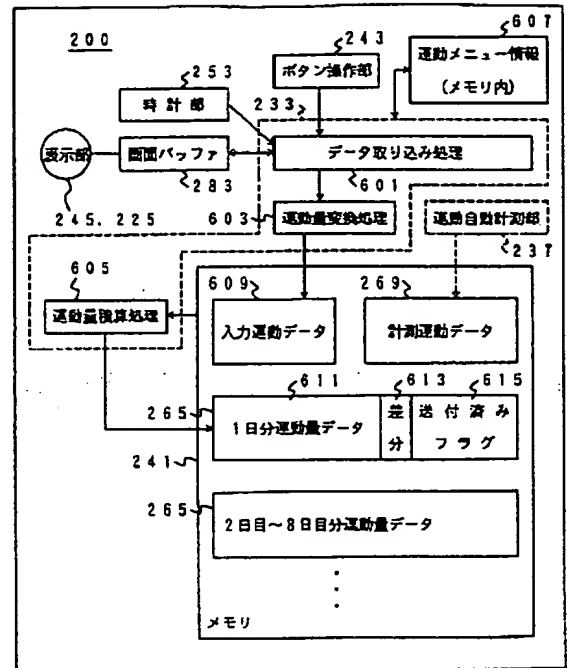 200
243
607
ボタン操作部
運動メニュー情報
(メモリ内)
253
時計部
233
表示部
画面バッファ
データ取り込み処理
283
601
245.225
603
運動量変換処理
運動自動計測部
237
605
609
269
運動量積算処理
入力運動データ
計測運動データ
611
613
615
265
1日分運動量データ
差分
送付済み
フラグ
241
265
2日目~8日目分運動量データ
メモリ